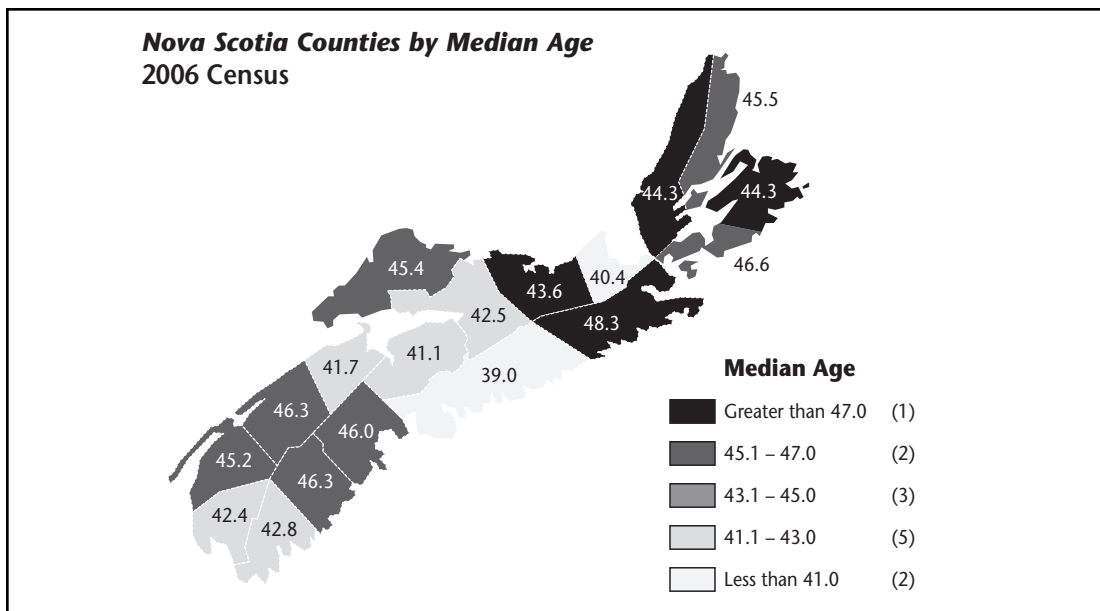 Nova Scotia Counties by Median Age
2006 Census
45.5
44.3
44.3
46.6
45.4
43.6
40.4
42.5
48.3
41.1
41.7
39.0
46.3
46.0
45.2
46.3
42.4
42.8
Median Age
Greater than 47.0 (1)
45.1 – 47.0 (2)
43.1 – 45.0 (3)
41.1 – 43.0 (5)
Less than 41.0 (2)